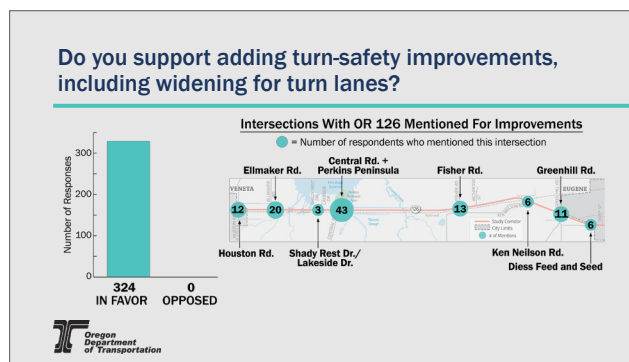 Do you support adding turn-safety improvements,
including widening for turn lanes?
Number of Responses
300
200
100
0
324
IN FAVOR
0
OPPOSED
Intersections With OR 126 Mentioned For Improvements
= Number of respondents who mentioned this intersection
Ellmaker Rd.
Central Rd. +
Perkins Peninsula
Fisher Rd.
Greenhill Rd.
VENETA
EUGENE
12
20
3
43
13
6
11
6
Study Corridor
City Limits
# of Mentions
Houston Rd.
Shady Rest Dr./
Lakeside Dr.
Ken Neilson Rd.
Diess Feed and Seed
Oregon
Department
of Transportation